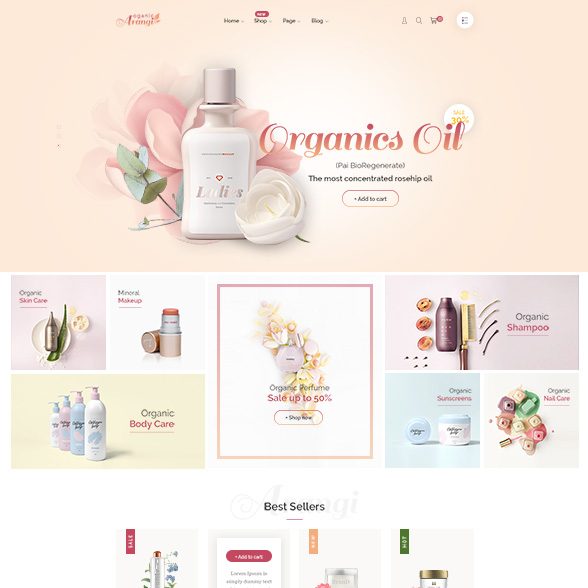 organic
Arangi
Home
NEW
Shop
Page
Blog
SALE
30%
Organics Oil
(Pai BioRegenerate)
The most concentrated rosehip oil
+ Add to cart
Ladies
Organic
Skin Care
Mineral
Makeup
Organic Perfume
Sale up to 50%
+ Shop now
Organic
Shampoo
Organic
Body Care
Organic
Sunscreens
Organic
Nail Care
Arangi
Best Sellers
SALE
+ Add to cart
Lorem Ipsum is
simply dummy text
NEW
HOT